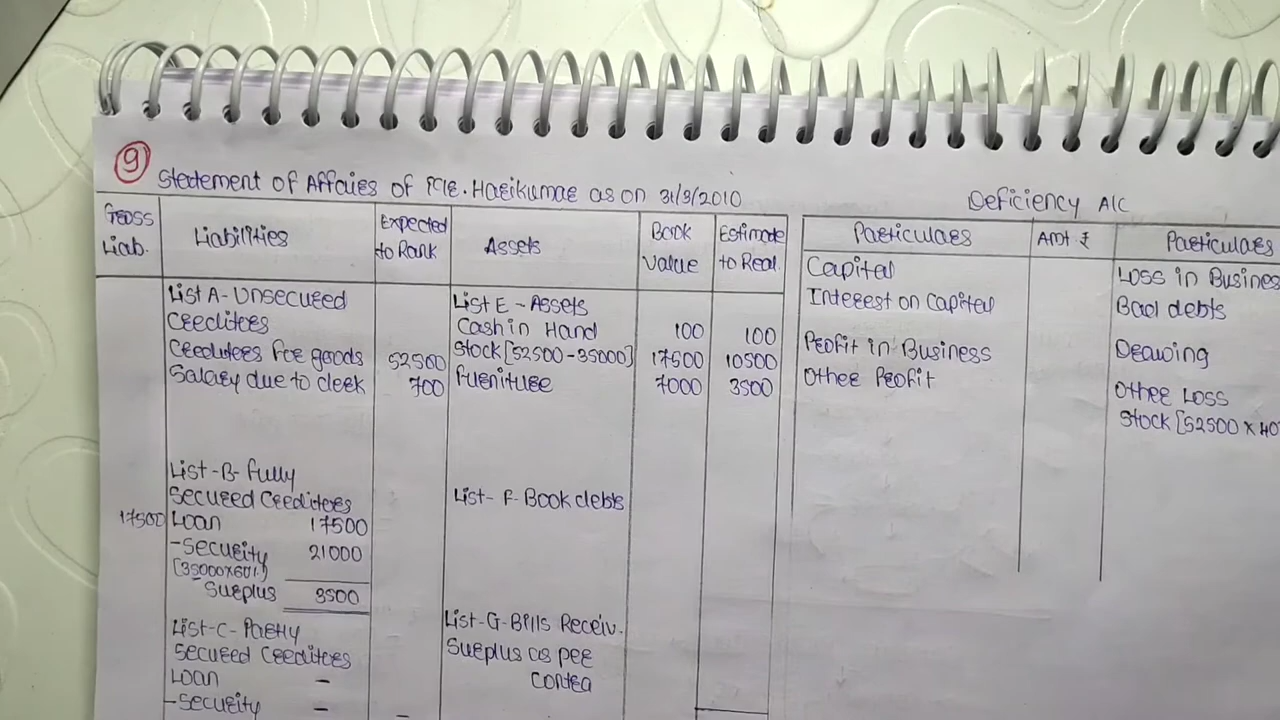 9
Statement of Affairs of Mr. Harikumar as on 31/3/2010
Gross Liab.
Liabilities
Expected to Rank
Assets
Book Value
Estimate to Real.
List A - Unsecured
Creditors
Creditors for goods 52500
Salary due to clerk 700
List - B - Fully
Secured Creditors
17500 Loan 17500
- Security 21000
[35000x60%]
Surplus 3500
List - C - Partly
Secured Creditors
Loan -
- Security -
-
List E - Assets
Cash in Hand 100 100
Stock [52500 - 35000] 17500 10500
Furniture 7000 3500
List - F - Book debts
List - G - Bills Receiv.
Surplus as per
Contra
Deficiency A/C
Particulars
Amt ₹
Particulars
Capital
Interest on Capital
Profit in Business
Other Profit
Loss in Busines
Bad debts
Drawing
Other Loss
Stock [52500 x 40